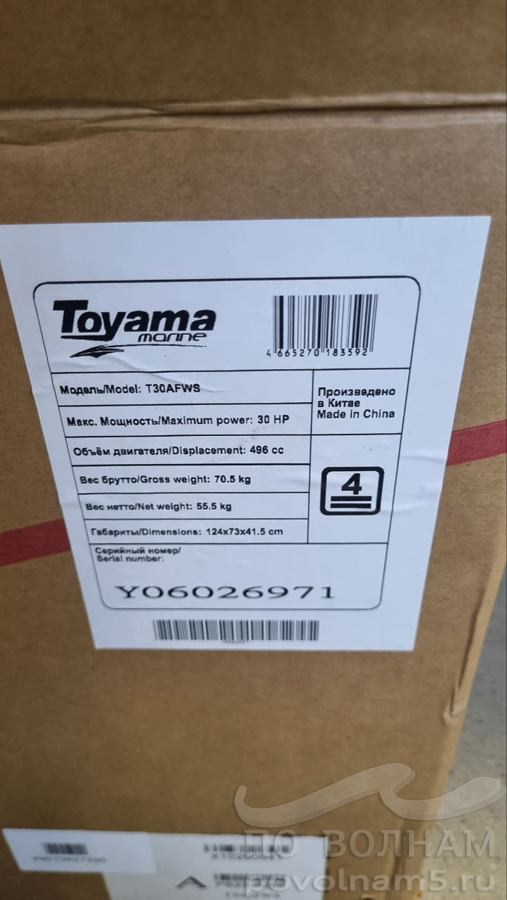 Toyama
marine
4 665270 183592
Модель/Model: T30AFWS
Макс. Мощность/Maximum power: 30 HP
Объём двигателя/Displacement: 496 cc
Вес брутто/Gross weight: 70.5 kg
Вес нетто/Net weight: 55.5 kg
Габариты/Dimensions: 124x73x41.5 cm
Произведено
в Китае
Made in China
4
Серийный номер/
Serial number:
Y06026971
ПО ВОЛНАМ
povolnam5.ru